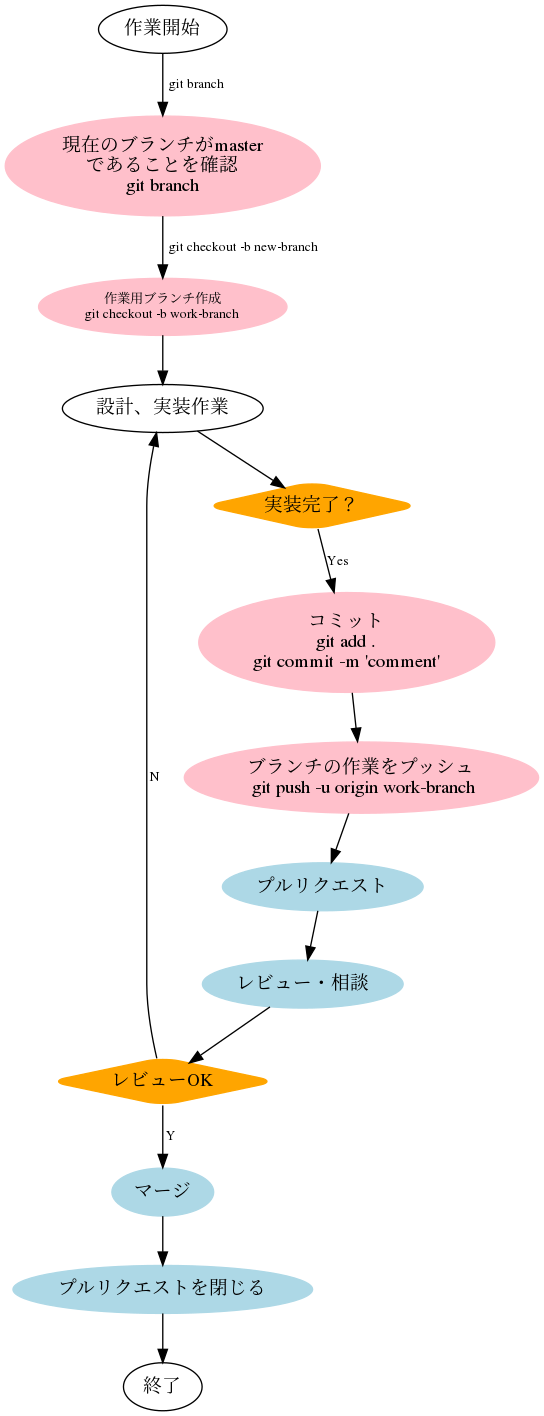 作業開始
git branch
現在のブランチがmaster
であることを確認
git branch
git checkout -b new-branch
作業用ブランチ作成
git checkout -b work-branch
設計、実装作業
実装完了？
Yes
コミット
git add .
git commit -m 'comment'
ブランチの作業をプッシュ
git push -u origin work-branch
N
プルリクエスト
レビュー・相談
レビューOK
Y
マージ
プルリクエストを閉じる
終了